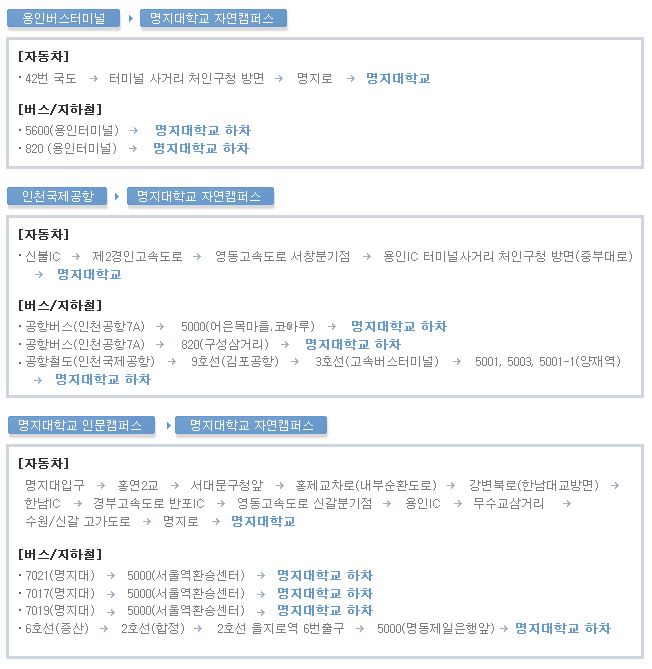 용인버스터미널 ▶ 명지대학교 자연캠퍼스
[자동차]
· 42번 국도 → 터미널 사거리 처인구청 방면 → 명지로 → 명지대학교
[버스/지하철]
· 5600(용인터미널) → 명지대학교 하차
· 820 (용인터미널) → 명지대학교 하차
인천국제공항 ▶ 명지대학교 자연캠퍼스
[자동차]
· 신불IC → 제2경인고속도로 → 영동고속도로 서창분기점 → 용인IC 터미널사거리 처인구청 방면(중부대로)
→ 명지대학교
[버스/지하철]
· 공항버스(인천공항7A) → 5000(어은목마을.코아루) → 명지대학교 하차
· 공항버스(인천공항7A) → 820(구성삼거리) → 명지대학교 하차
· 공항철도(인천국제공항) → 9호선(김포공항) → 3호선(고속버스터미널) → 5001, 5003, 5001-1(양재역)
→ 명지대학교 하차
명지대학교 인문캠퍼스 ▶ 명지대학교 자연캠퍼스
[자동차]
명지대입구 → 홍연2교 → 서대문구청앞 → 홍제교차로(내부순환도로) → 강변북로(한남대교방면) →
한남IC → 경부고속도로 반포IC → 영동고속도로 신갈분기점 → 용인IC → 무수교삼거리 →
수원/신갈 고가도로 → 명지로 → 명지대학교
[버스/지하철]
· 7021(명지대) → 5000(서울역환승센터) → 명지대학교 하차
· 7017(명지대) → 5000(서울역환승센터) → 명지대학교 하차
· 7019(명지대) → 5000(서울역환승센터) → 명지대학교 하차
· 6호선(증산) → 2호선(합정) → 2호선 을지로역 6번출구 → 5000(명동제일은행앞) → 명지대학교 하차